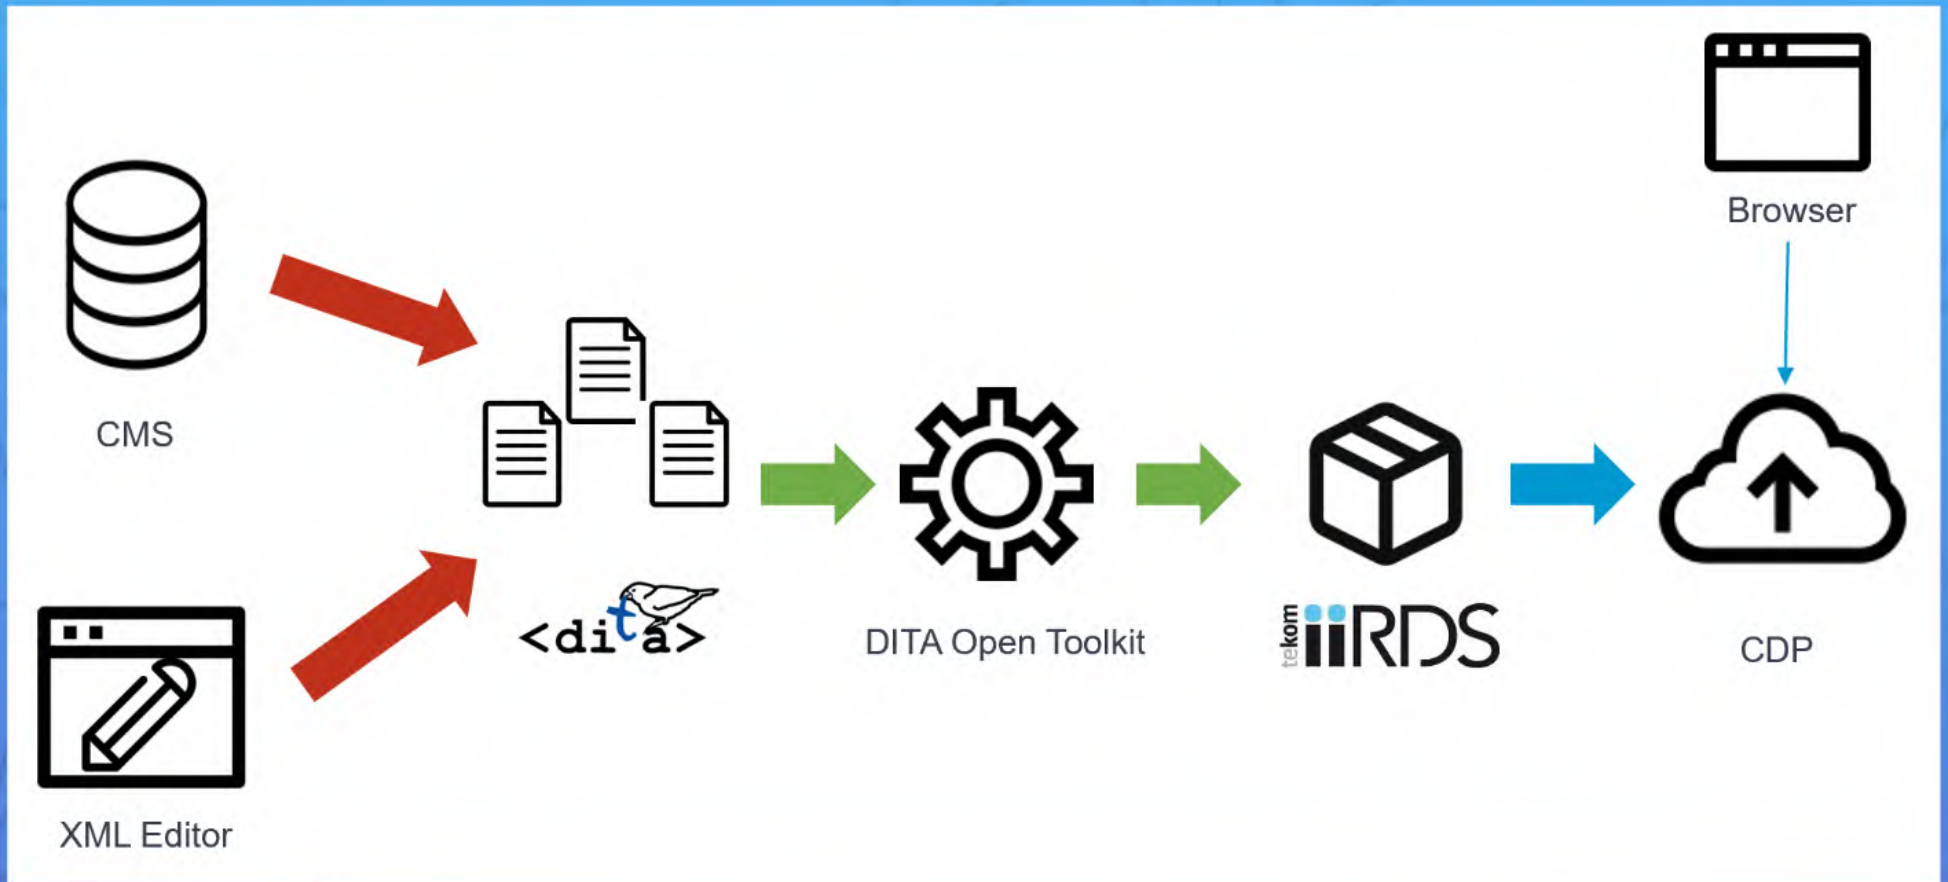 Browser
CMS
<dita>
DITA Open Toolkit
tekom iiRDS
CDP
XML Editor